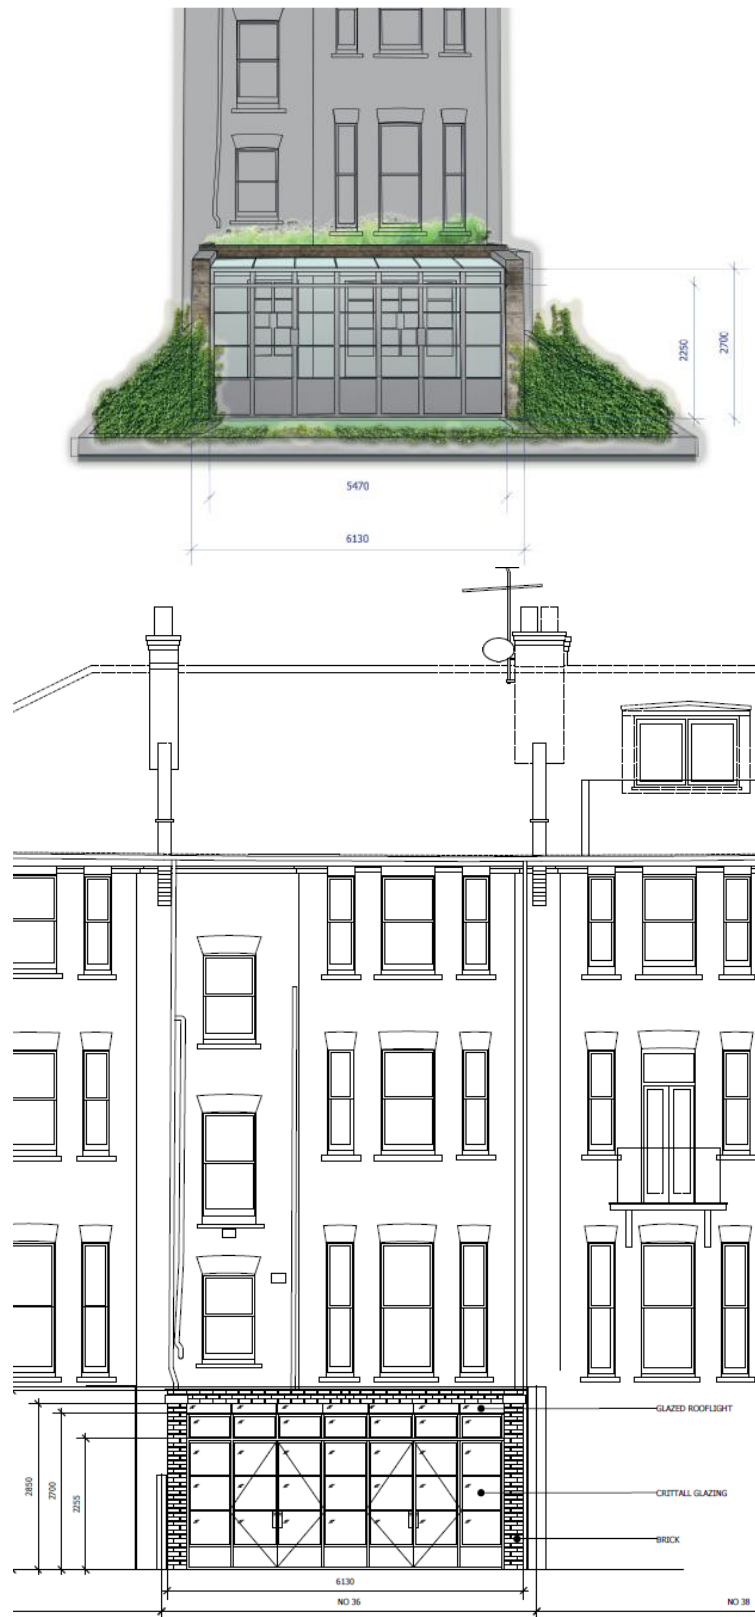 2250
2700
5470
6130
GLAZED ROOFLIGHT
2850
2700
2255
CRITTALL GLAZING
BRICK
6130
NO 36
NO 38